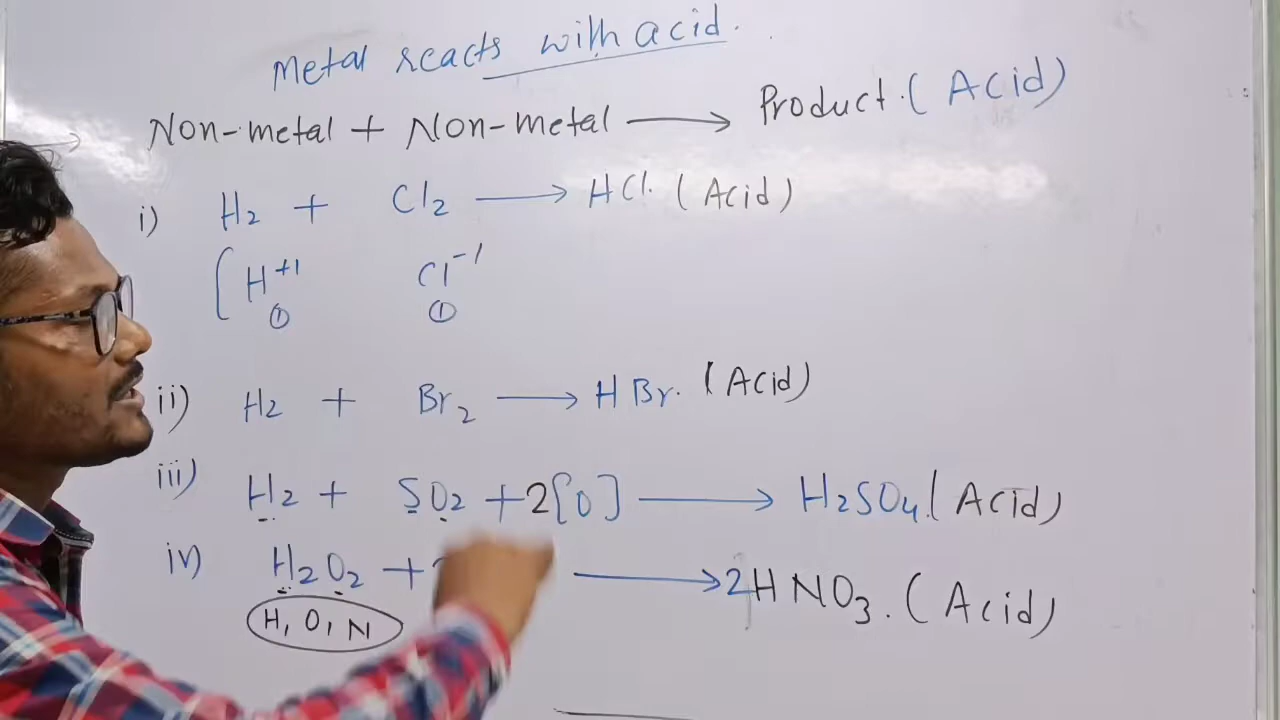 Metal reacts with acid.
Non-metal + Non-metal ⟶ Product. (Acid)
i) H₂ + Cl₂ ⟶ HCl. (Acid)
[H⁺¹ Cl⁻¹
① ①
ii) H₂ + Br₂ ⟶ HBr. (Acid)
iii) H₂ + SO₂ + 2[O] ⟶ H₂SO₄. (Acid)
iv) H₂O₂ + ⟶ 2HNO₃. (Acid)
H, O, N